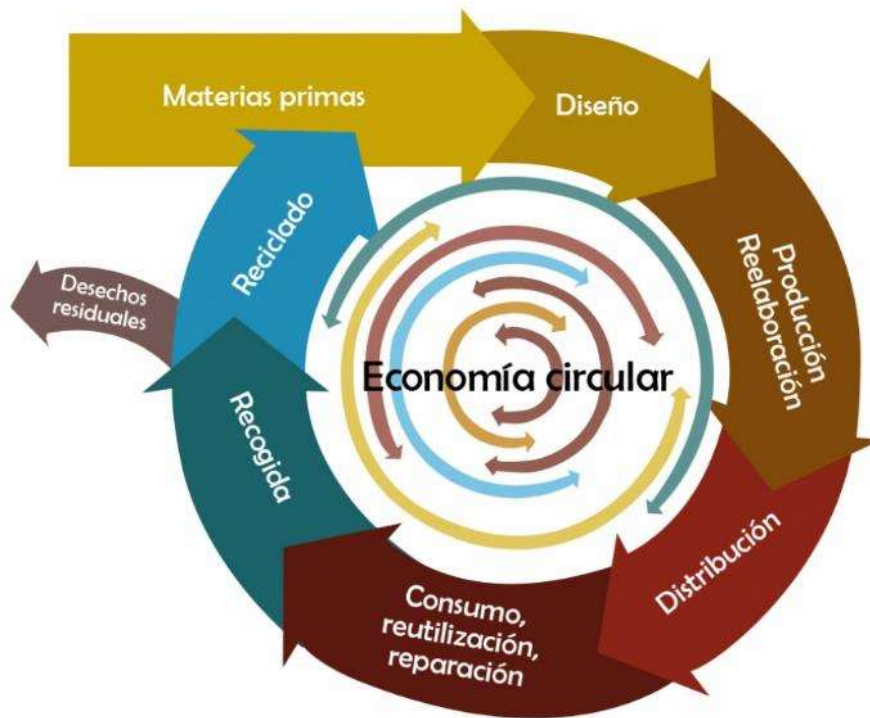 Materias primas
Diseño
Producción
Reelaboración
Distribución
Consumo,
reutilización,
reparación
Recogida
Reciclado
Desechos
residuales
Economía circular